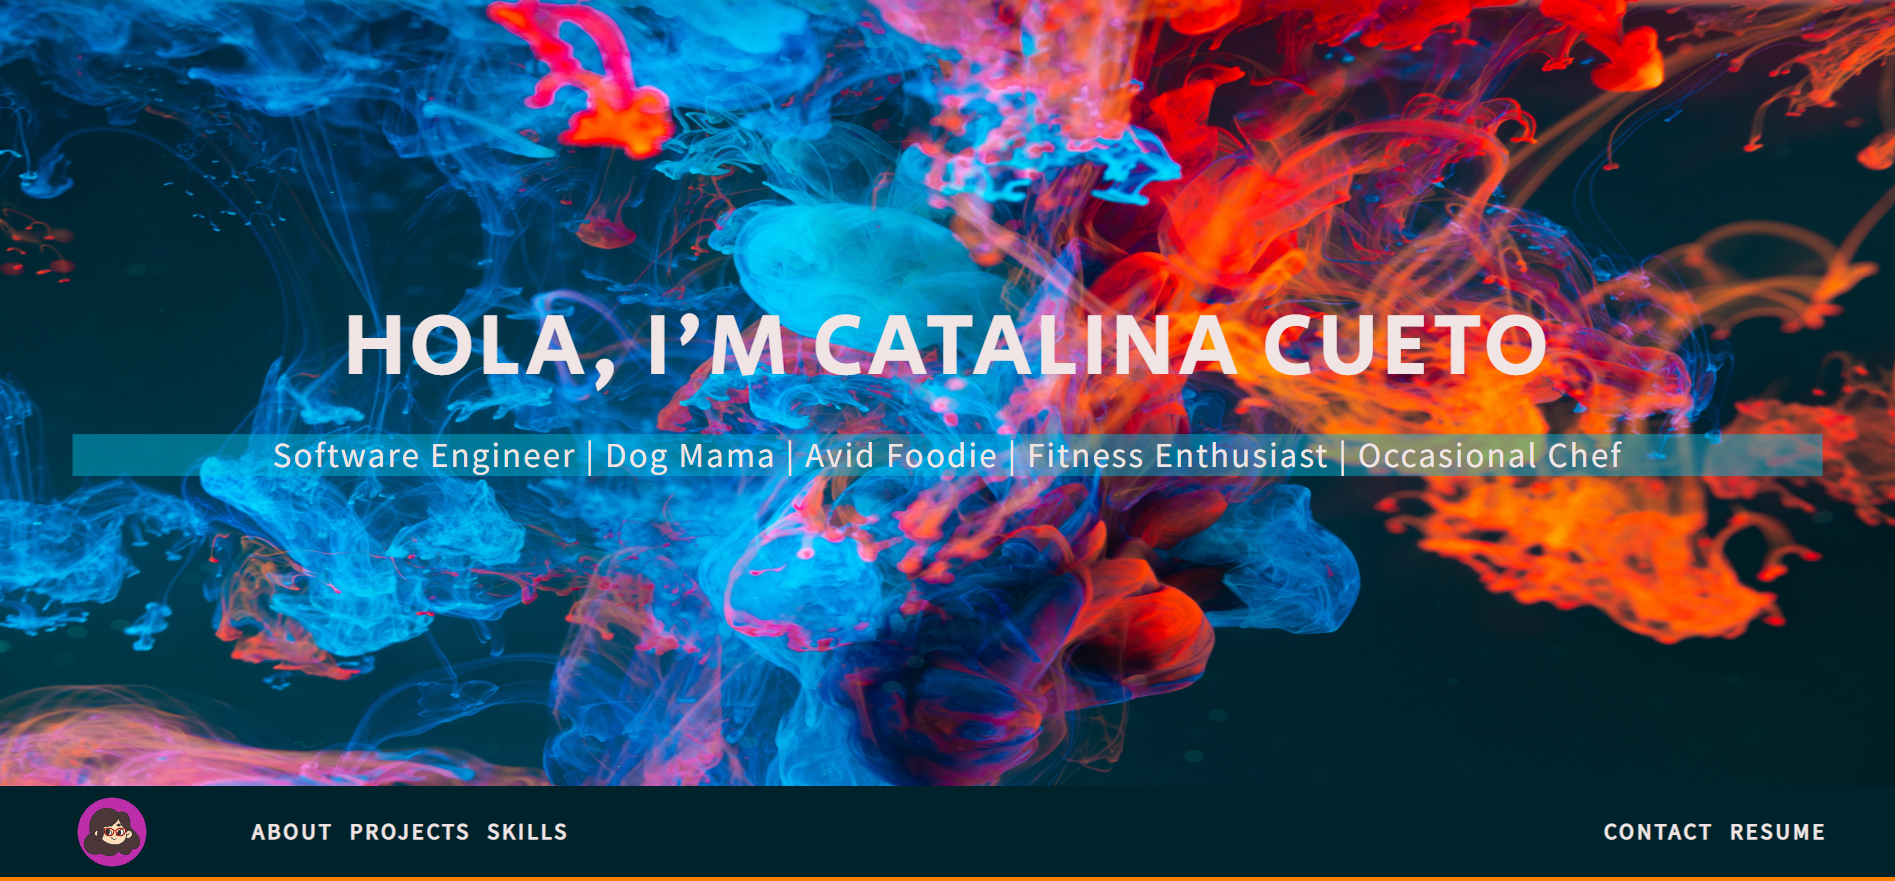 HOLA, I’M CATALINA CUETO
Software Engineer | Dog Mama | Avid Foodie | Fitness Enthusiast | Occasional Chef
ABOUT PROJECTS SKILLS CONTACT RESUME